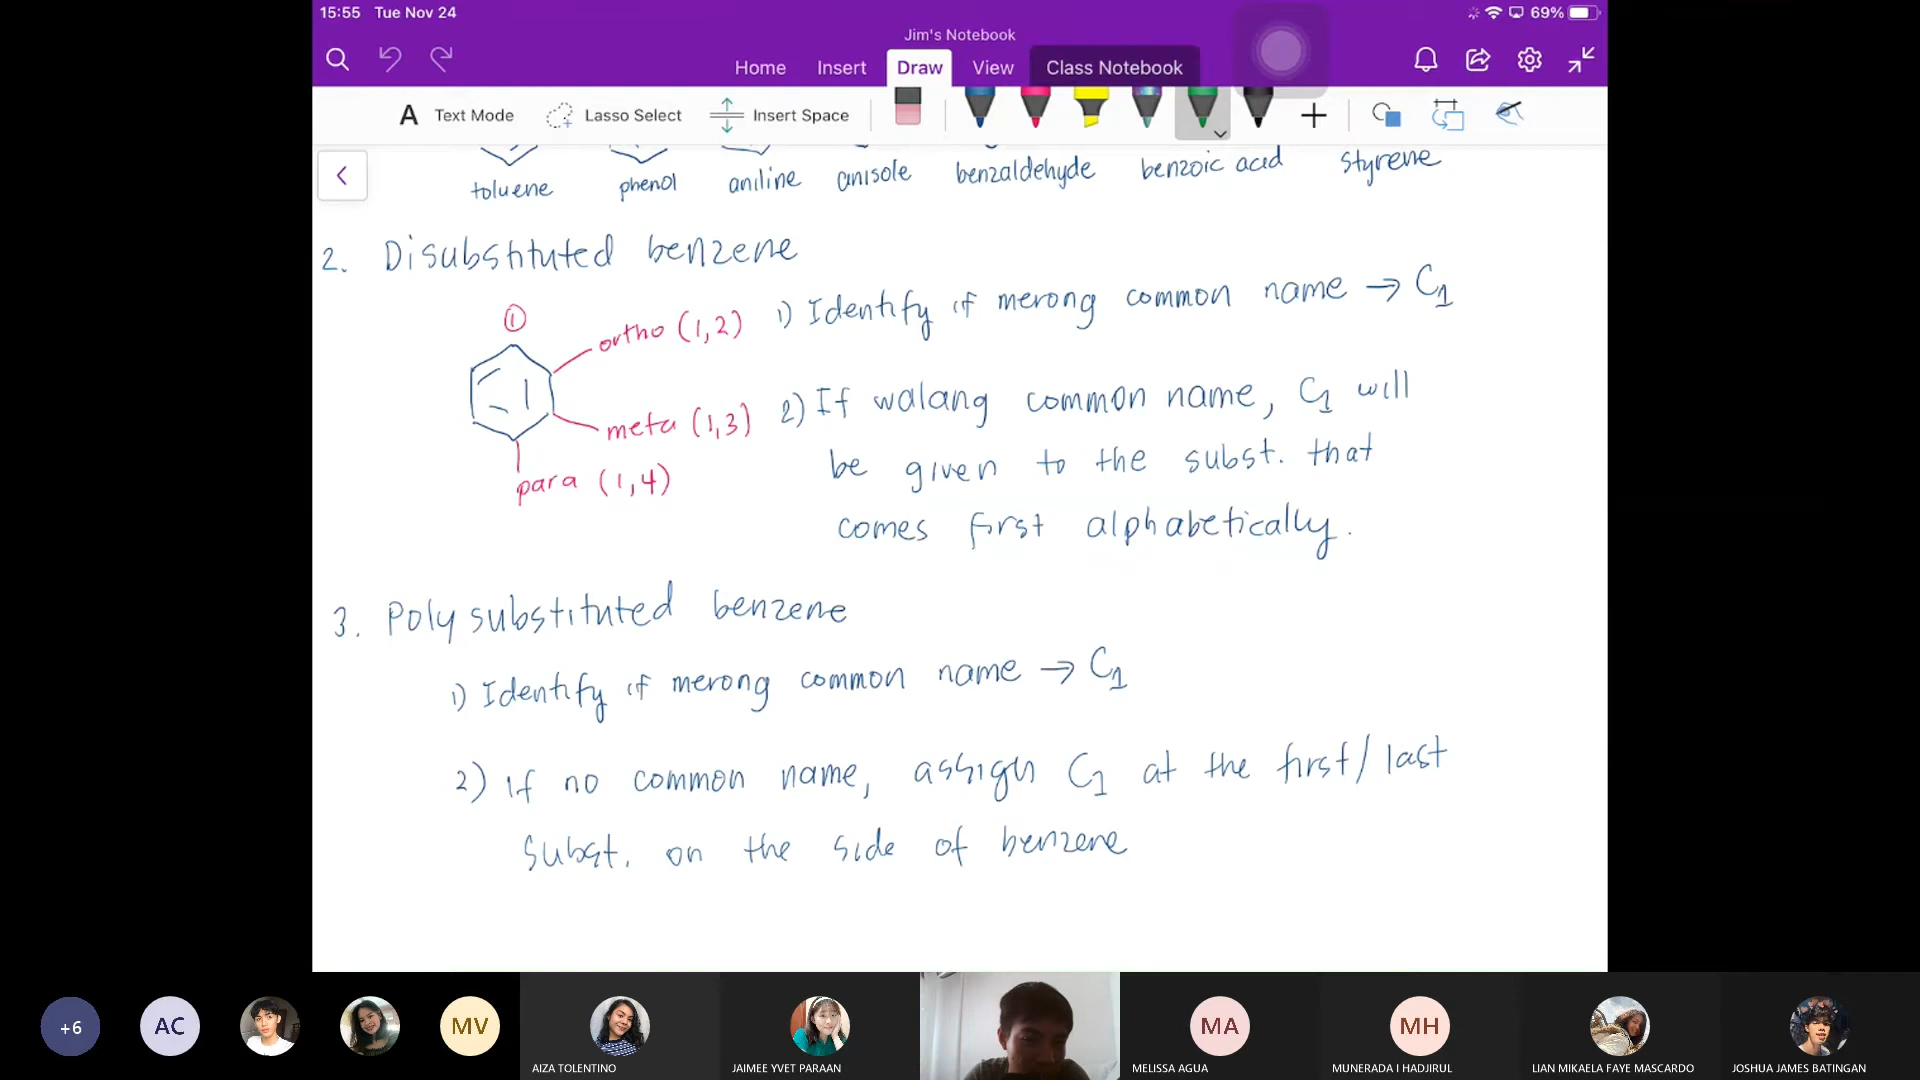 15:55 Tue Nov 24
69%
Jim's Notebook
Home Insert Draw View Class Notebook
A Text Mode Lasso Select Insert Space
toluene phenol aniline anisole benzaldehyde benzoic acid styrene
2. Disubstituted benzene
1
ortho (1,2)
meta (1,3)
para (1,4)
1) Identify if merong common name → C1
2) If walang common name, C1 will
be given to the subst. that
comes first alphabetically.
3. Polysubstituted benzene
1) Identify if merong common name → C1
2) if no common name, assign C1 at the first/last
subst. on the side of benzene
+6 AC MV MA MH
AIZA TOLENTINO JAIMEE YVET PARAAN MELISSA AGUA MUNERADA I HADJIRUL LIAN MIKAELA FAYE MASCARDO JOSHUA JAMES BATINGAN